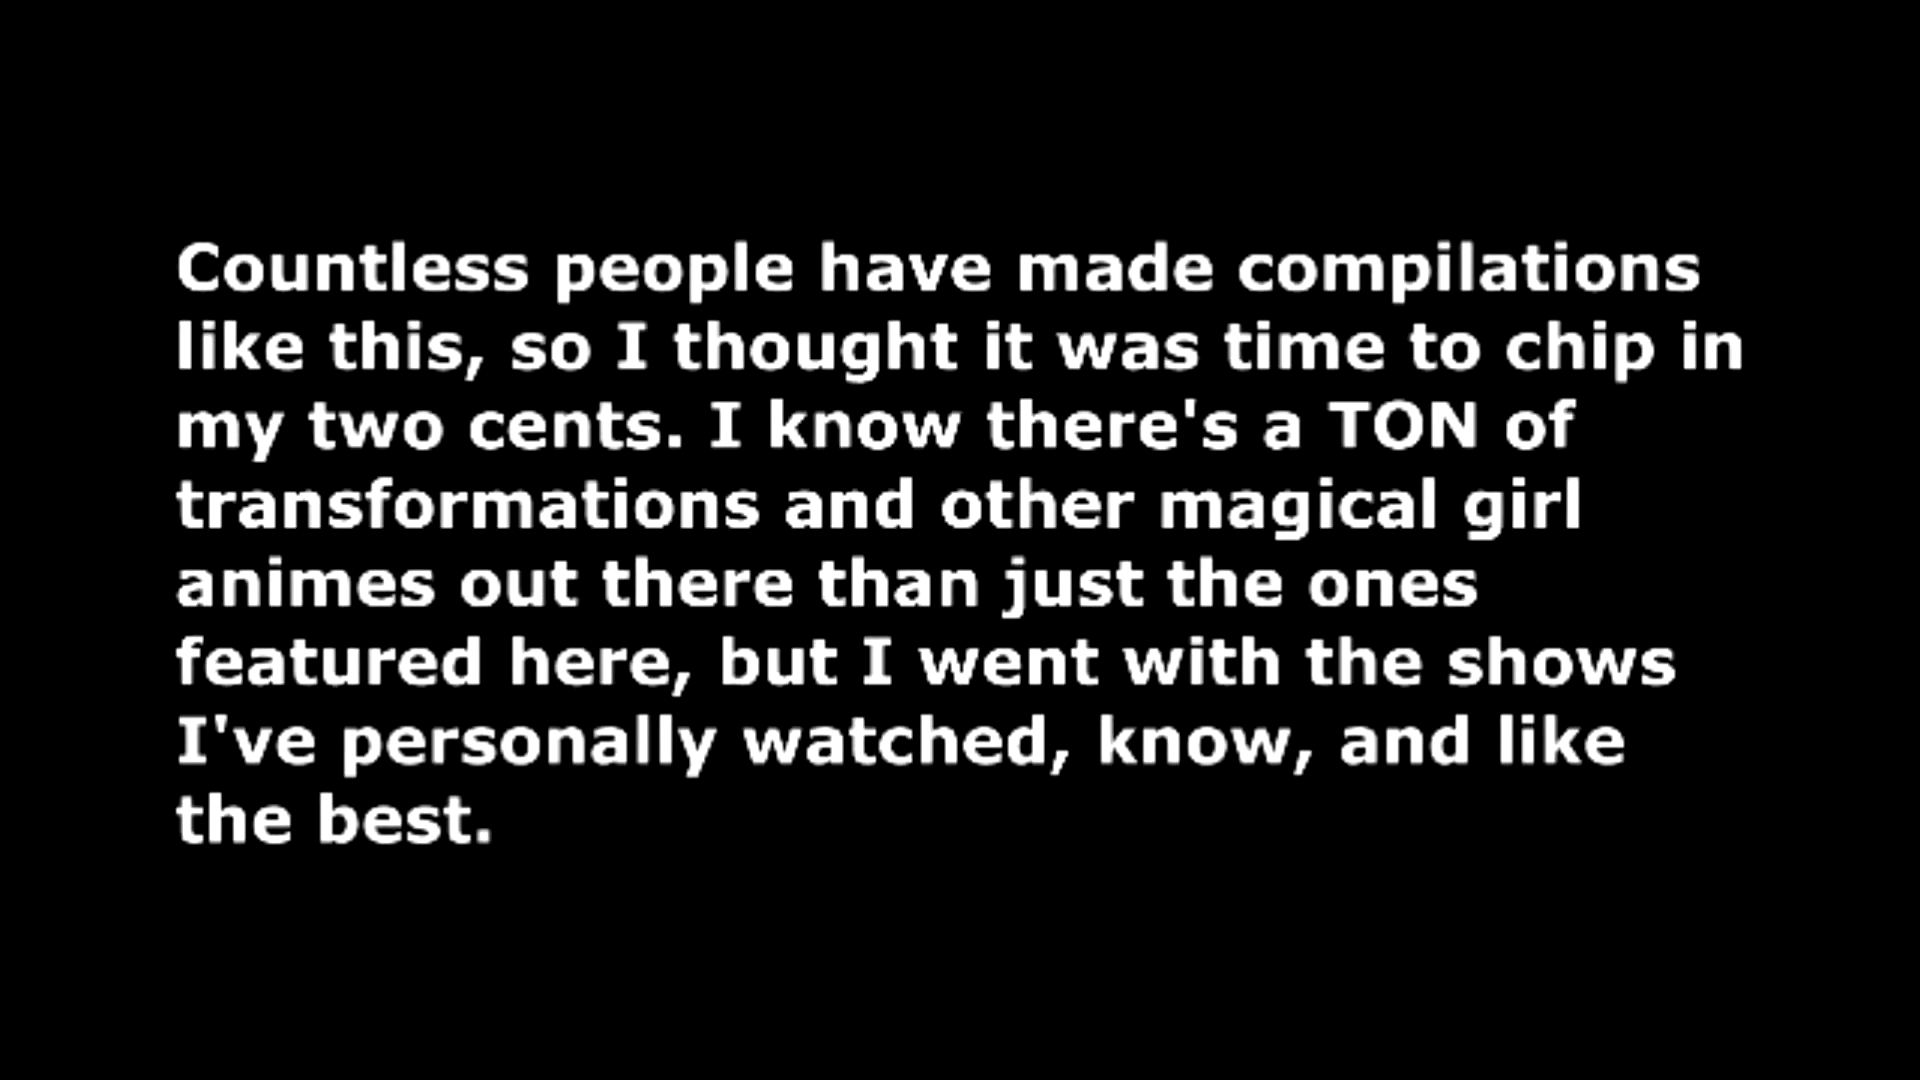 Countless people have made compilations
like this, so I thought it was time to chip in
my two cents. I know there's a TON of
transformations and other magical girl
animes out there than just the ones
featured here, but I went with the shows
I've personally watched, know, and like
the best.